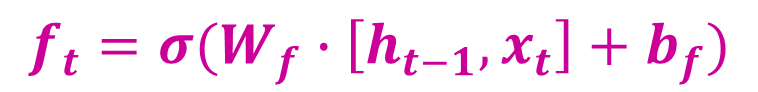 f_t = σ(W_f · [h_{t−1}, x_t] + b_f)